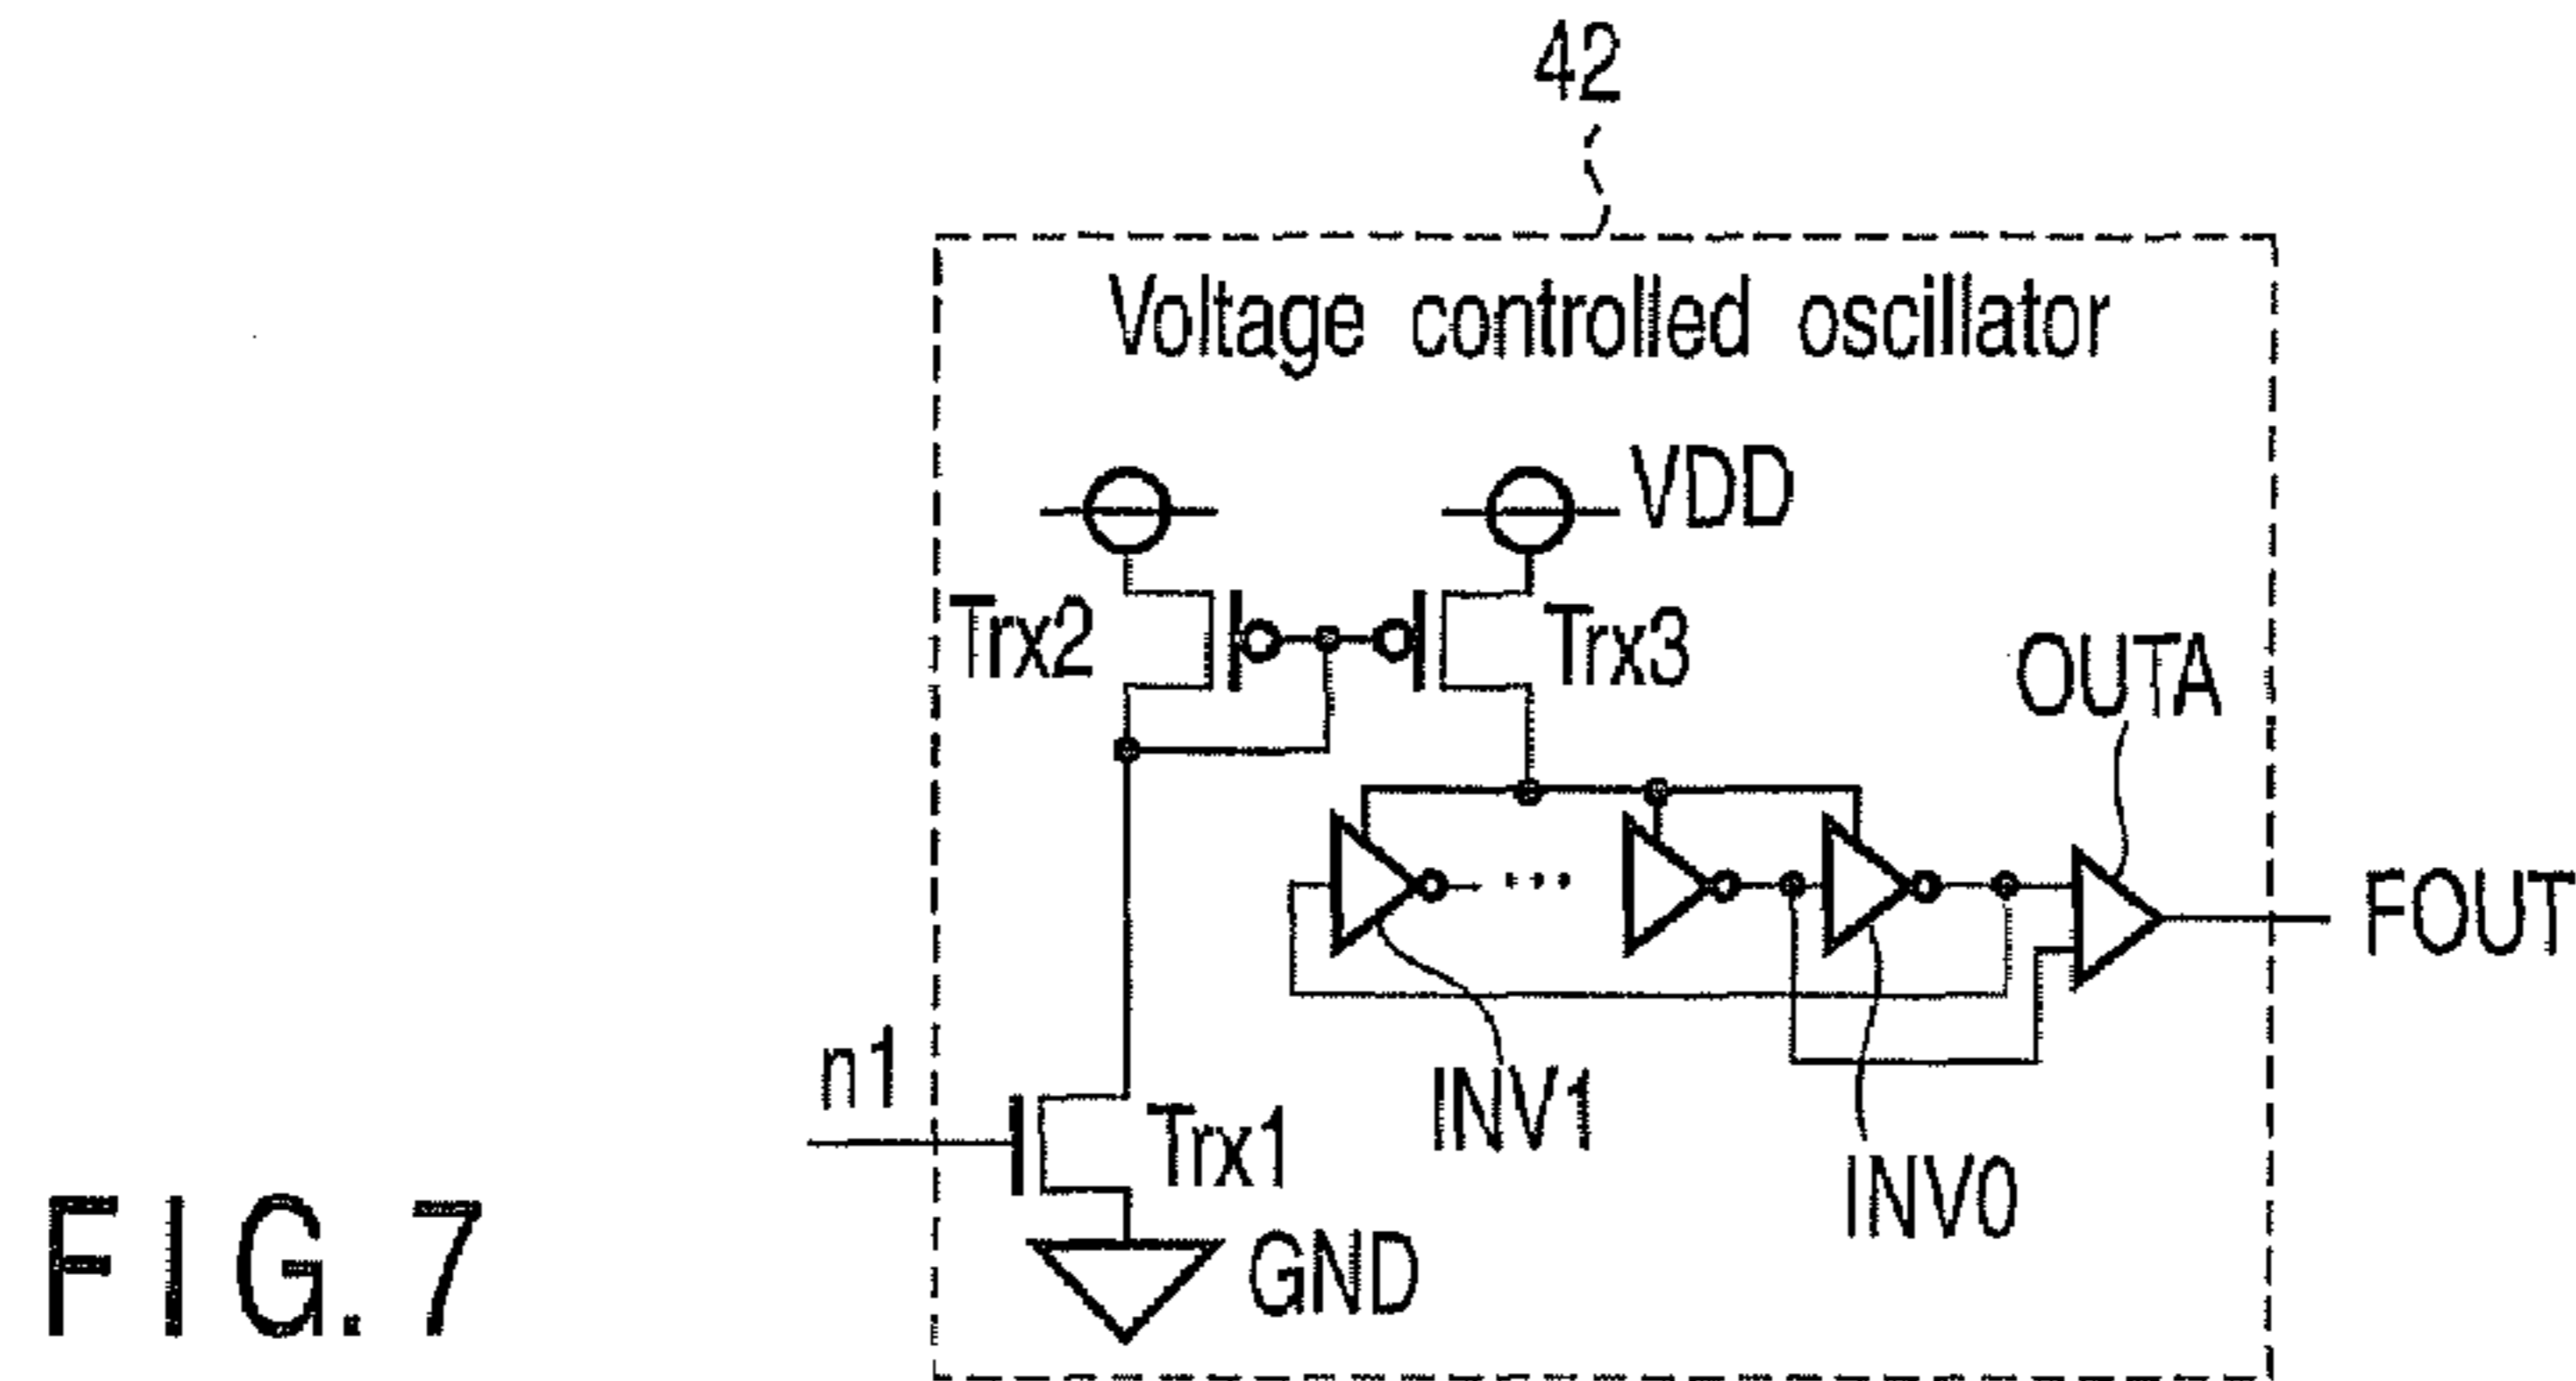 42
Voltage controlled oscillator
VDD
Trx2
Trx3
OUTA
FOUT
n1
Trx1
INV1
INV0
GND
FIG. 7